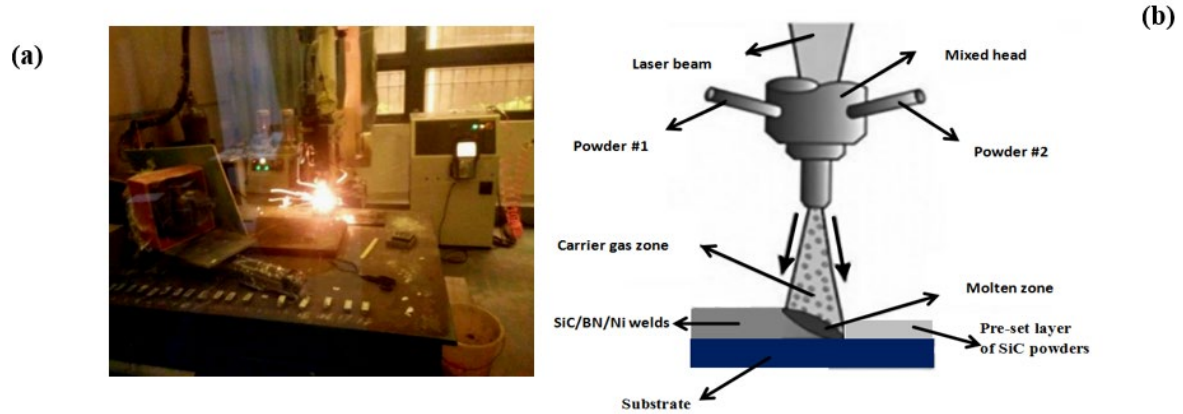 (a)
(b)
Laser beam
Mixed head
Powder #1
Powder #2
Carrier gas zone
Molten zone
SiC/BN/Ni welds
Pre-set layer
of SiC powders
Substrate